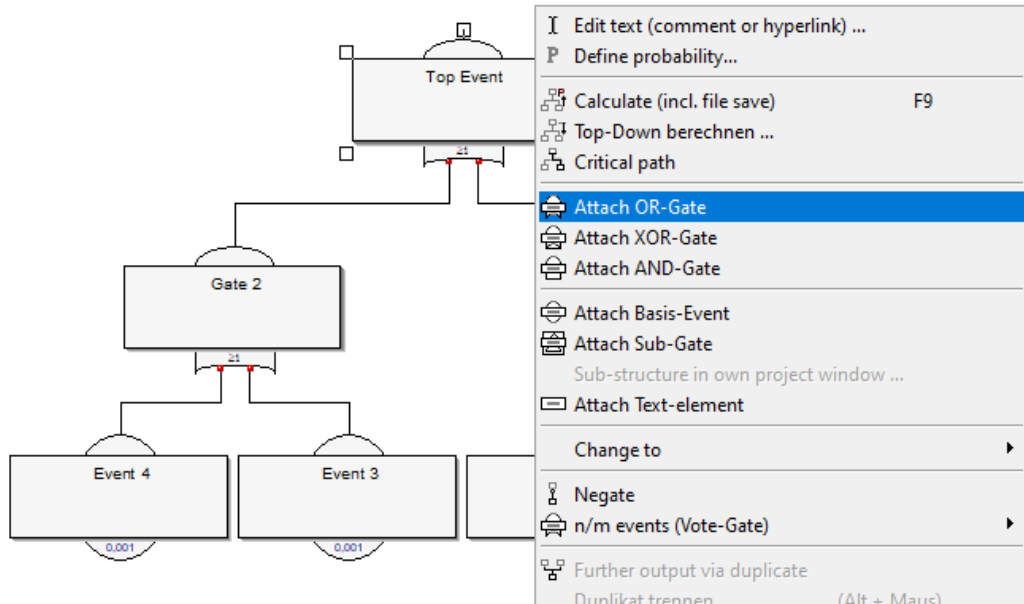 Top Event
≥1
Gate 2
≥1
Event 4
0,001
Event 3
0,001
Edit text (comment or hyperlink) ...
P Define probability...
Calculate (incl. file save) F9
Top-Down berechnen ...
Critical path
Attach OR-Gate
Attach XOR-Gate
Attach AND-Gate
Attach Basis-Event
Attach Sub-Gate
Sub-structure in own project window ...
Attach Text-element
Change to
Negate
n/m events (Vote-Gate)
Further output via duplicate
Duplikat trennen (Alt + Maus)